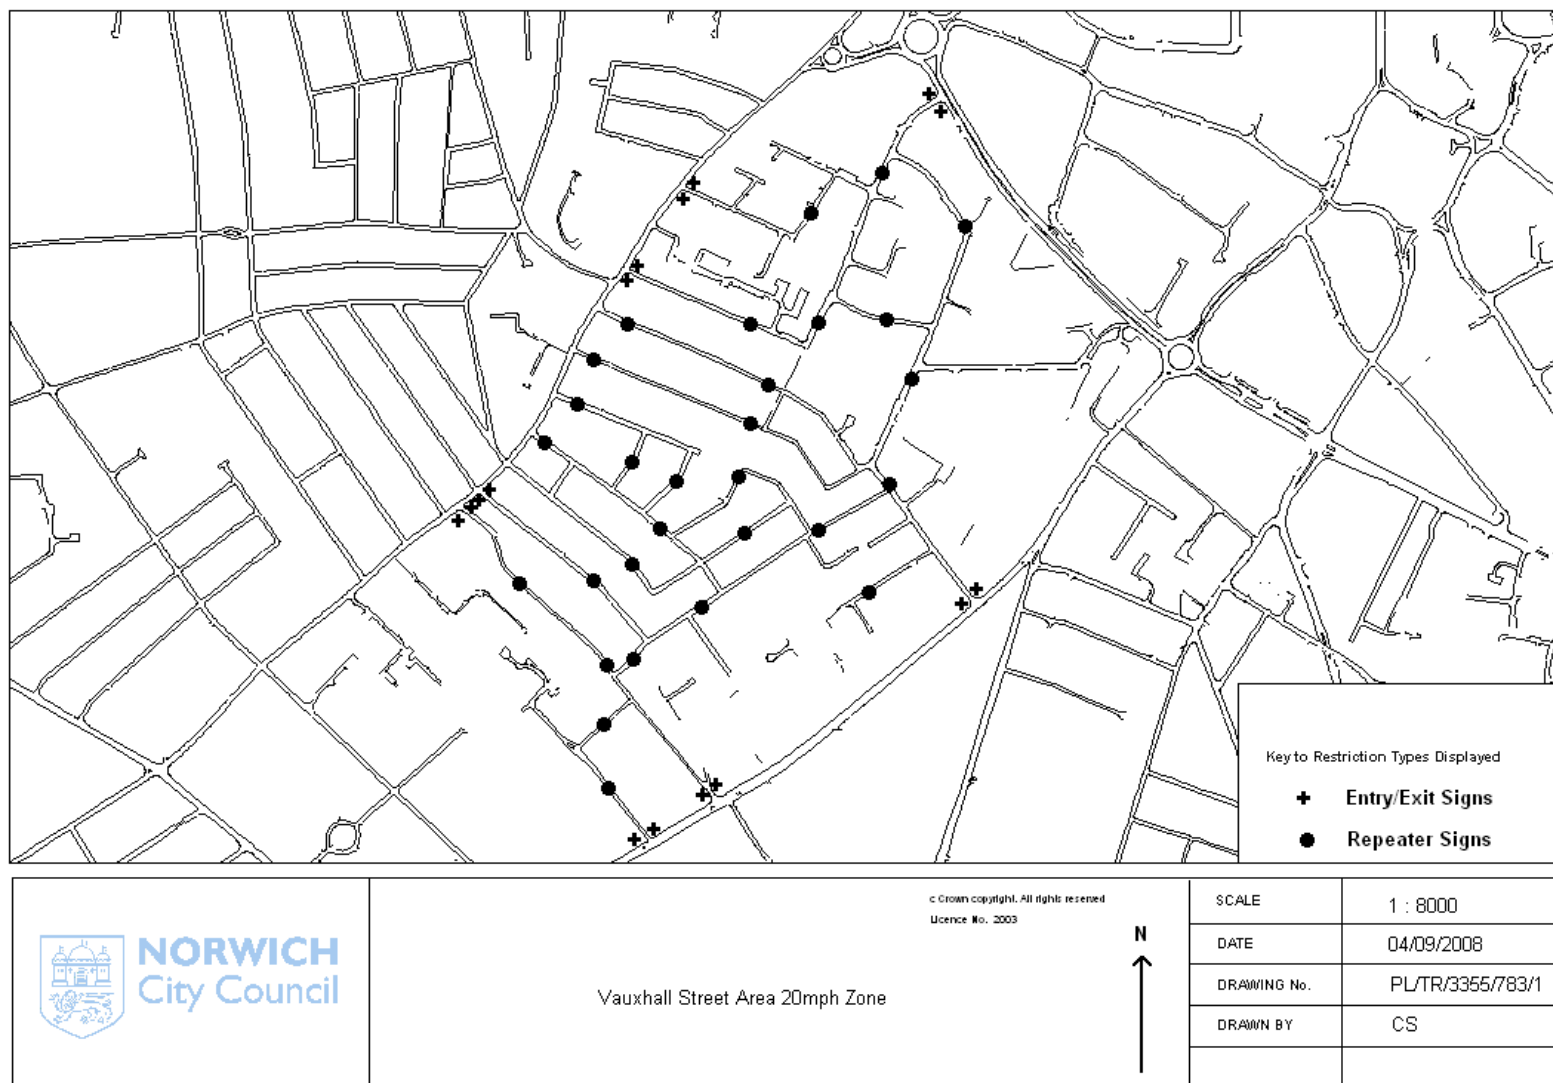 Key to Restriction Types Displayed
Entry/Exit Signs
Repeater Signs
NORWICH
City Council
Vauxhall Street Area 20mph Zone
c Crown copyright. All rights reserved
Licence No. 2003
N
SCALE 1 : 8000
DATE 04/09/2008
DRAWING No. PL/TR/3355/783/1
DRAWN BY CS